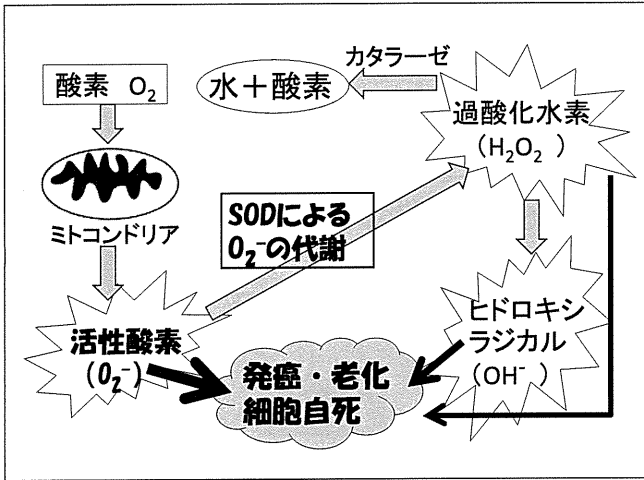 酸素 O₂
水＋酸素
カタラーゼ
過酸化水素
(H₂O₂ )
ミトコンドリア
SODによる
O₂⁻の代謝
活性酸素
(O₂⁻)
ヒドロキシ
ラジカル
(OH⁻ )
発癌・老化
細胞自死